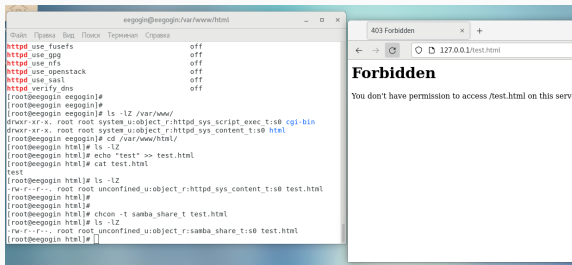 eegogin@eegogin:/var/www/html
Файл Правка Вид Поиск Терминал Справка
httpd_use_fusefs off
httpd_use_gpg off
httpd_use_nfs off
httpd_use_openstack off
httpd_use_sasl off
httpd_verify_dns off
[root@eegogin eegogin]#
[root@eegogin eegogin]#
[root@eegogin eegogin]# ls -lZ /var/www/
drwxr-xr-x. root root system_u:object_r:httpd_sys_script_exec_t:s0 cgi-bin
drwxr-xr-x. root root system_u:object_r:httpd_sys_content_t:s0 html
[root@eegogin eegogin]# cd /var/www/html/
[root@eegogin html]# ls -lZ
[root@eegogin html]# echo "test" >> test.html
[root@eegogin html]# cat test.html
test
[root@eegogin html]# ls -lZ
-rw-r--r--. root root unconfined_u:object_r:httpd_sys_content_t:s0 test.html
[root@eegogin html]#
[root@eegogin html]#
[root@eegogin html]# chcon -t samba_share_t test.html
[root@eegogin html]# ls -lZ
-rw-r--r--. root root unconfined_u:object_r:samba_share_t:s0 test.html
[root@eegogin html]#
403 Forbidden
127.0.0.1/test.html
Forbidden
You don't have permission to access /test.html on this serv